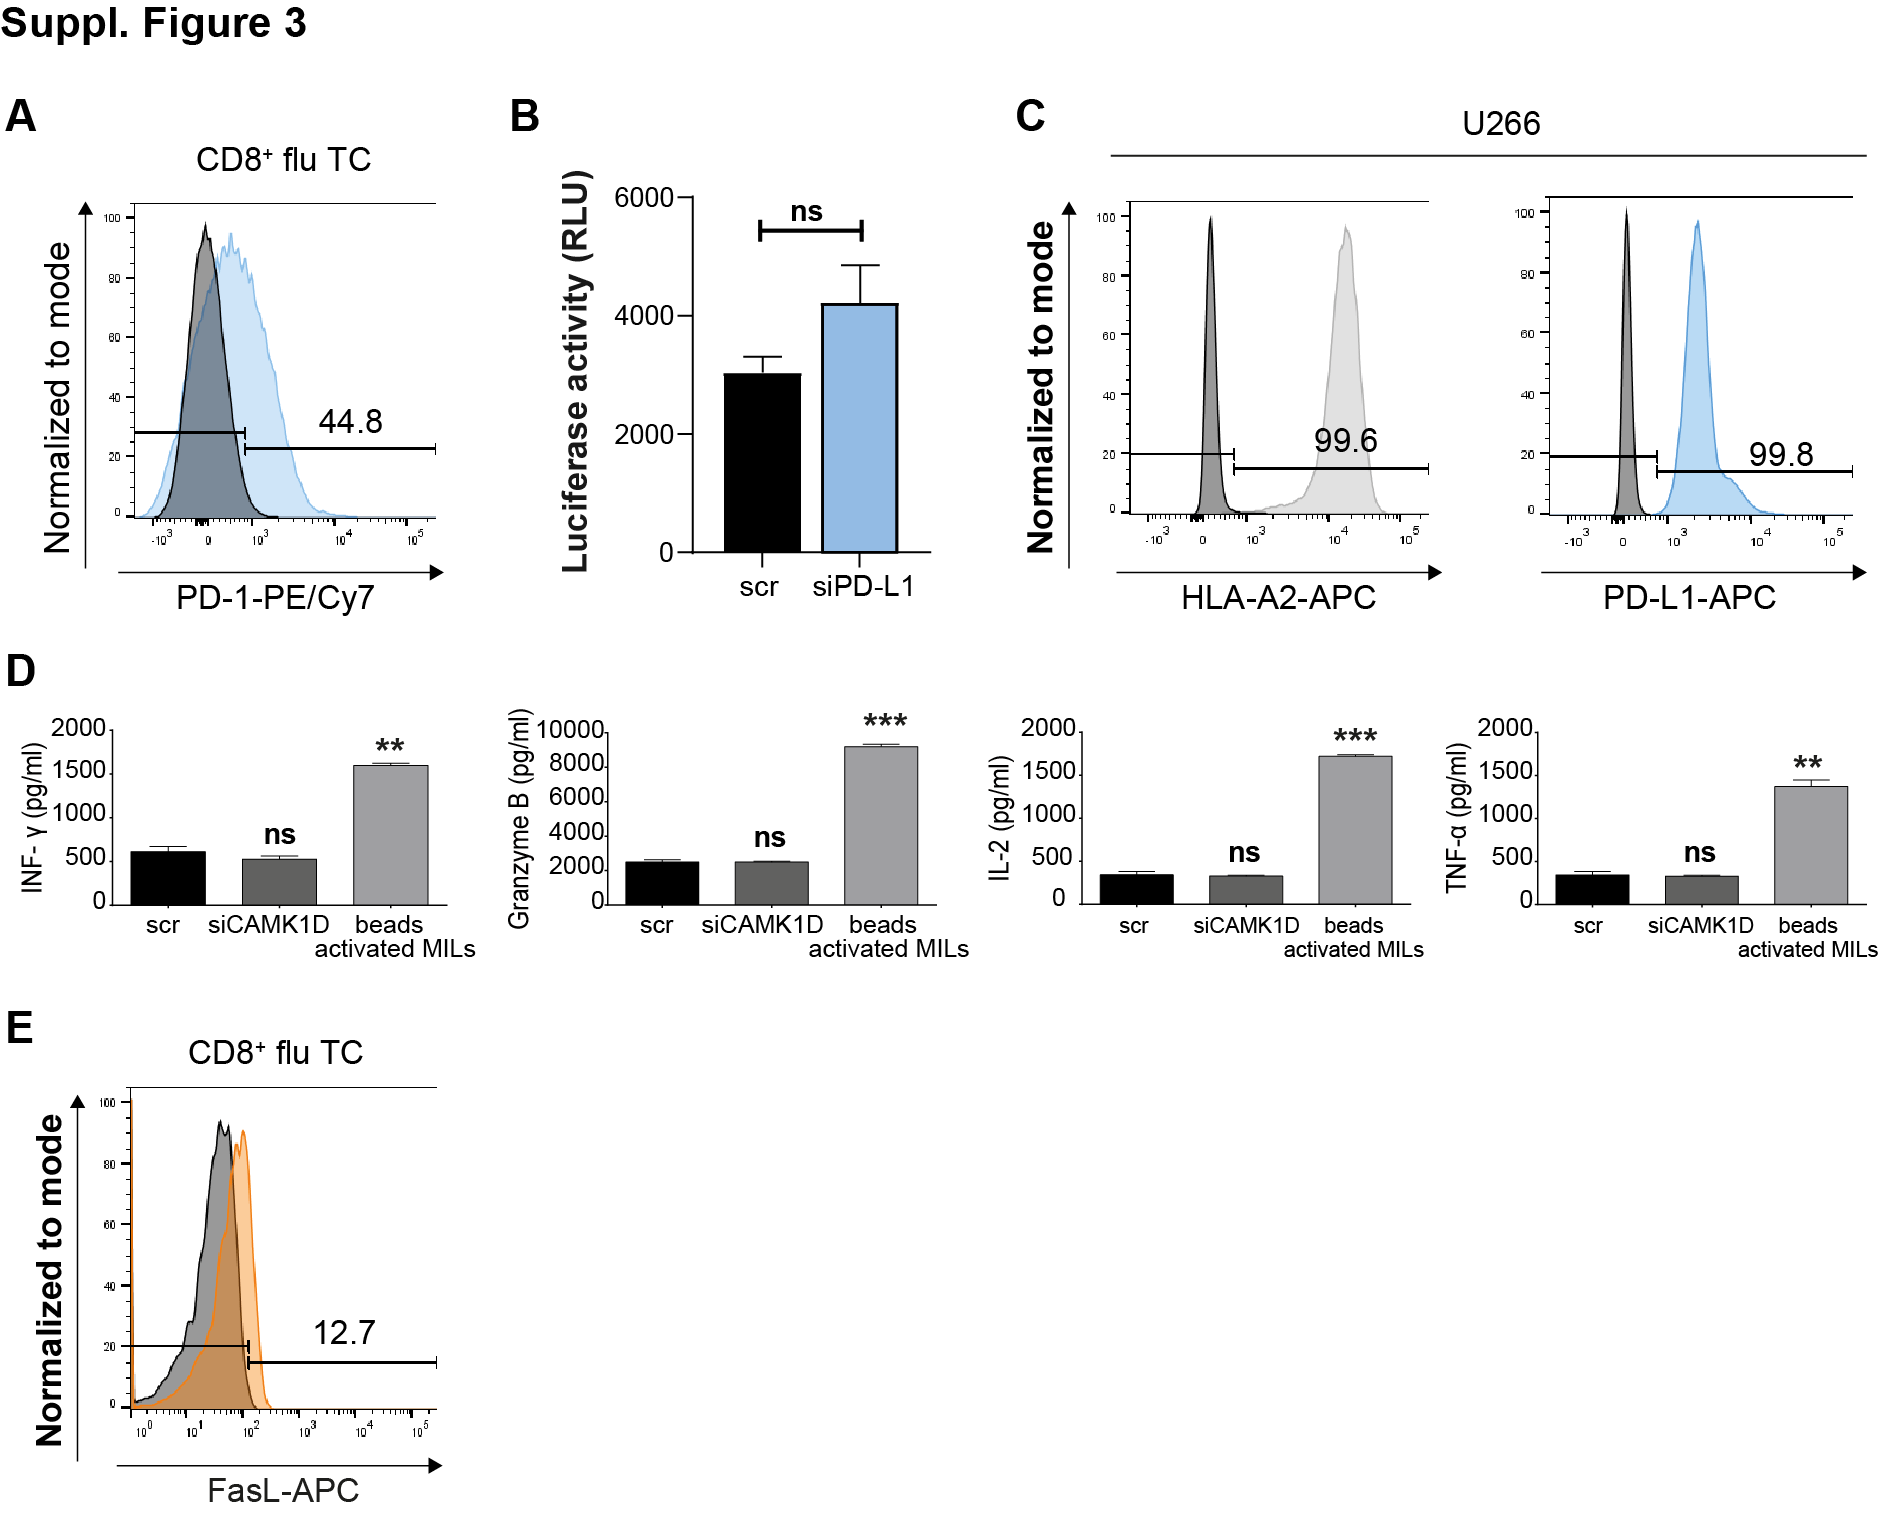 Suppl. Figure 3
A
CD8⁺ flu TC
Normalized to mode
100
80
60
40
20
0
44.8
-10³ 0 10³ 10⁴ 10⁵
PD-1-PE/Cy7
B
Luciferase activity (RLU)
6000
4000
2000
0
ns
scr siPD-L1
C
U266
Normalized to mode
100
80
60
40
20
0
99.6
-10³ 0 10³ 10⁴ 10⁵
HLA-A2-APC
100
80
60
40
20
0
99.8
-10³ 0 10³ 10⁴ 10⁵
PD-L1-APC
D
INF- γ (pg/ml)
2000
1500
1000
500
0
ns
**
scr siCAMK1D beads
activated MILs
Granzyme B (pg/ml)
10000
8000
6000
4000
2000
0
ns
***
scr siCAMK1D beads
activated MILs
IL-2 (pg/ml)
2000
1500
1000
500
0
ns
***
scr siCAMK1D beads
activated MILs
TNF-α (pg/ml)
2000
1500
1000
500
0
ns
**
scr siCAMK1D beads
activated MILs
E
CD8⁺ flu TC
Normalized to mode
100
80
60
40
20
0
12.7
10⁰ 10¹ 10² 10³ 10⁴ 10⁵
FasL-APC